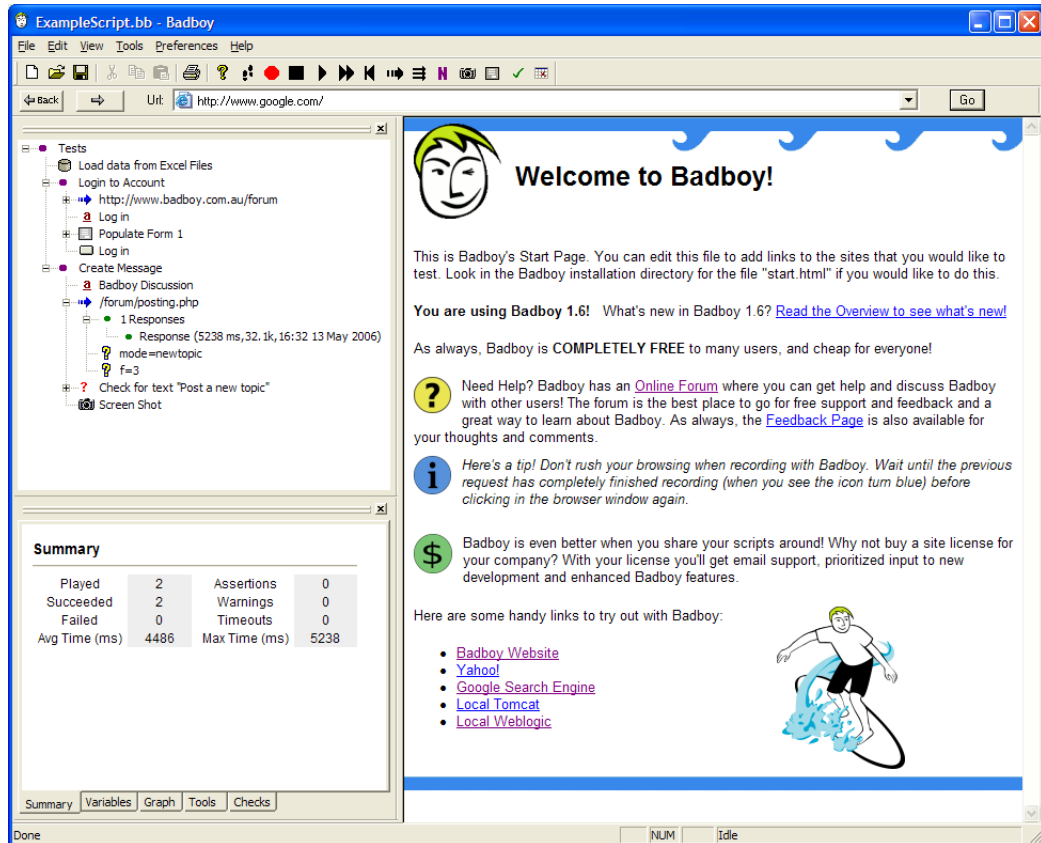 ExampleScript.bb - Badboy
File Edit View Tools Preferences Help
N
Back Url: http://www.google.com/ Go
Tests
Load data from Excel Files
Login to Account
http://www.badboy.com.au/forum
a Log in
Populate Form 1
Log in
Create Message
a Badboy Discussion
/forum/posting.php
1 Responses
Response (5238 ms,32.1k,16:32 13 May 2006)
? mode=newtopic
? f=3
? Check for text "Post a new topic"
Screen Shot
Summary
Played 2 Assertions 0
Succeeded 2 Warnings 0
Failed 0 Timeouts 0
Avg Time (ms) 4486 Max Time (ms) 5238
Summary Variables Graph Tools Checks
Welcome to Badboy!
This is Badboy's Start Page. You can edit this file to add links to the sites that you would like to
test. Look in the Badboy installation directory for the file "start.html" if you would like to do this.
You are using Badboy 1.6! What's new in Badboy 1.6? Read the Overview to see what's new!
As always, Badboy is COMPLETELY FREE to many users, and cheap for everyone!
? Need Help? Badboy has an Online Forum where you can get help and discuss Badboy
with other users! The forum is the best place to go for free support and feedback and a
great way to learn about Badboy. As always, the Feedback Page is also available for
your thoughts and comments.
i Here's a tip! Don't rush your browsing when recording with Badboy. Wait until the previous
request has completely finished recording (when you see the icon turn blue) before
clicking in the browser window again.
$ Badboy is even better when you share your scripts around! Why not buy a site license for
your company? With your license you'll get email support, prioritized input to new
development and enhanced Badboy features.
Here are some handy links to try out with Badboy:
Badboy Website
Yahoo!
Google Search Engine
Local Tomcat
Local Weblogic
Done NUM Idle